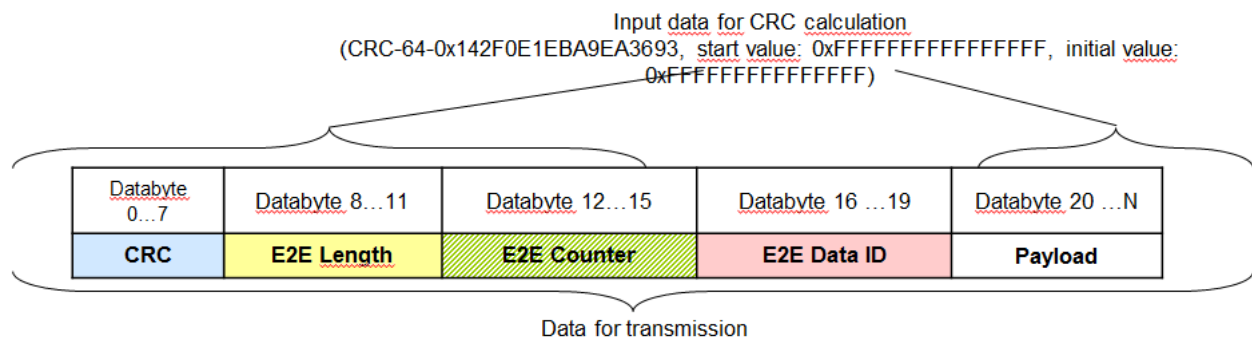 Input data for CRC calculation
(CRC-64-0x142F0E1EBA9EA3693, start value: 0xFFFFFFFFFFFFFFFF, initial value:
0xFFFFFFFFFFFFFFFF)
Databyte 0…7
Databyte 8…11
Databyte 12…15
Databyte 16 …19
Databyte 20 …N
CRC
E2E Length
E2E Counter
E2E Data ID
Payload
Data for transmission